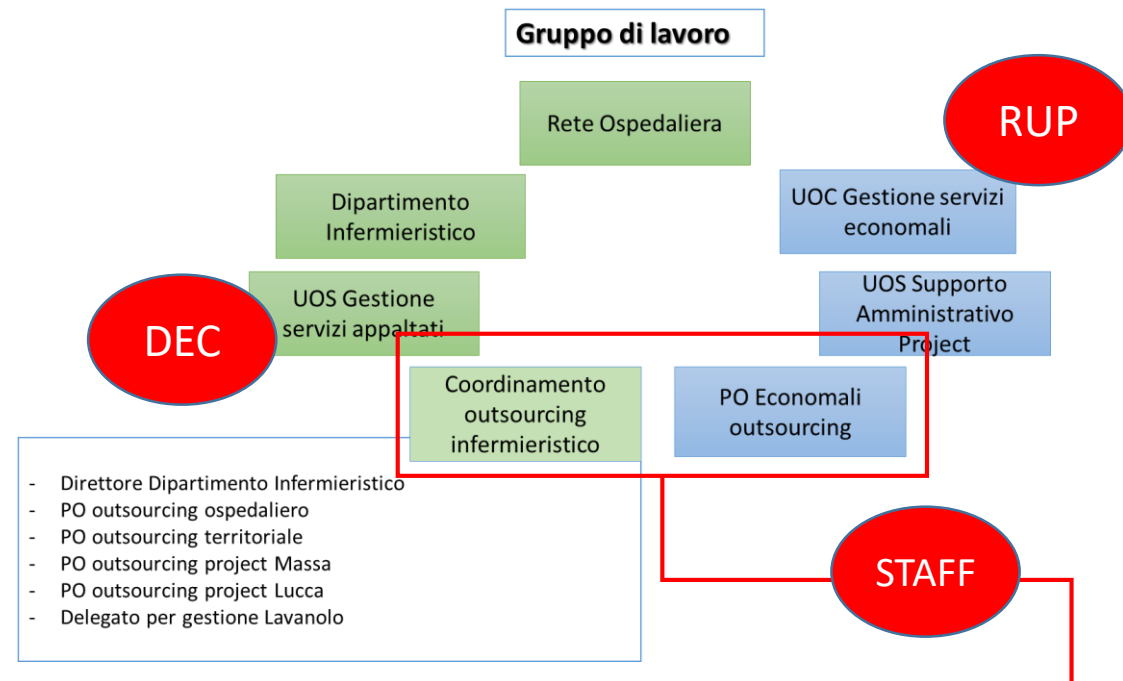 Gruppo di lavoro
Rete Ospedaliera
RUP
Dipartimento
Infermieristico
UOC Gestione servizi
economali
DEC
UOS Gestione
servizi appaltati
UOS Supporto
Amministrativo
Project
Coordinamento
outsourcing
infermieristico
PO Economali
outsourcing
- Direttore Dipartimento Infermieristico
- PO outsourcing ospedaliero
- PO outsourcing territoriale
- PO outsourcing project Massa
- PO outsourcing project Lucca
- Delegato per gestione Lavanolo
STAFF